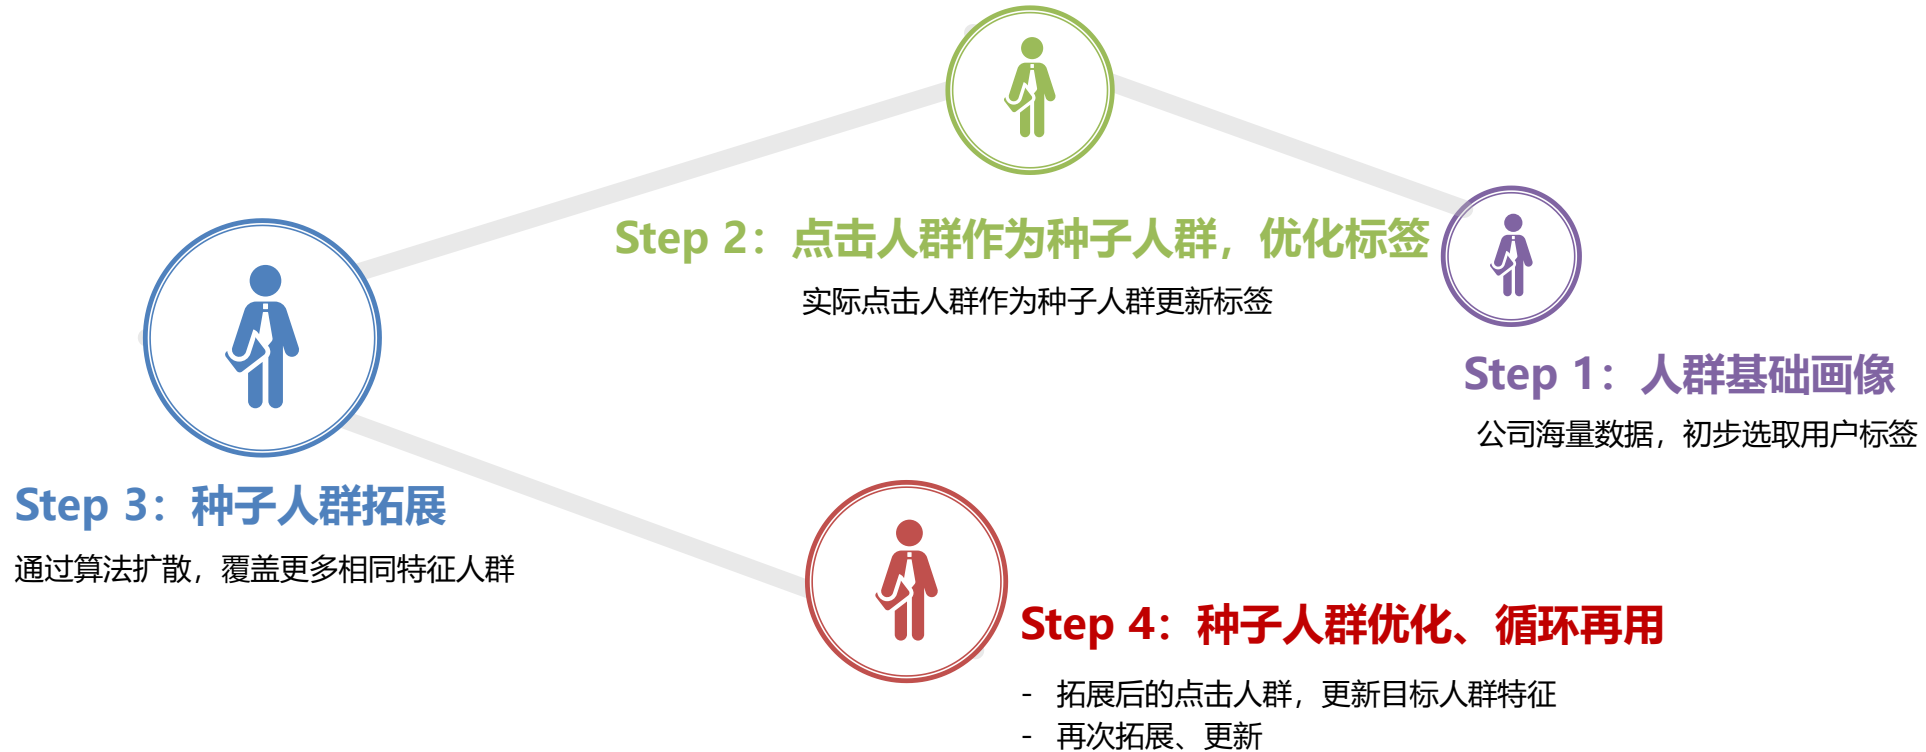 Step 2：点击人群作为种子人群，优化标签
实际点击人群作为种子人群更新标签
Step 1：人群基础画像
公司海量数据，初步选取用户标签
Step 3：种子人群拓展
通过算法扩散，覆盖更多相同特征人群
Step 4：种子人群优化、循环再用
- 拓展后的点击人群，更新目标人群特征
- 再次拓展、更新